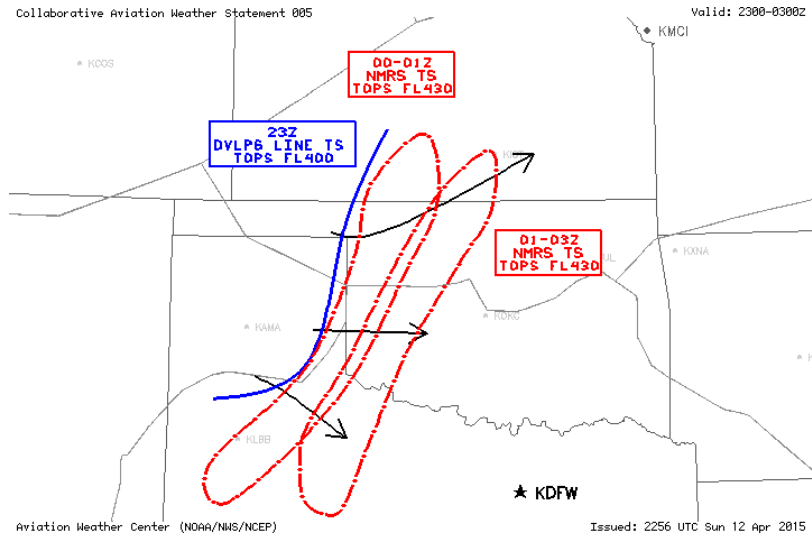 Collaborative Aviation Weather Statement 005
Valid: 2300-0300Z
KMCI
KCOS
00-01Z
NMRS TS
TOPS FL430
23Z
DVLPG LINE TS
TOPS FL400
01-03Z
NMRS TS
TOPS FL430
KXNA
KOKC
KAMA
KLBB
KDFW
Aviation Weather Center (NOAA/NWS/NCEP)
Issued: 2256 UTC Sun 12 Apr 2015